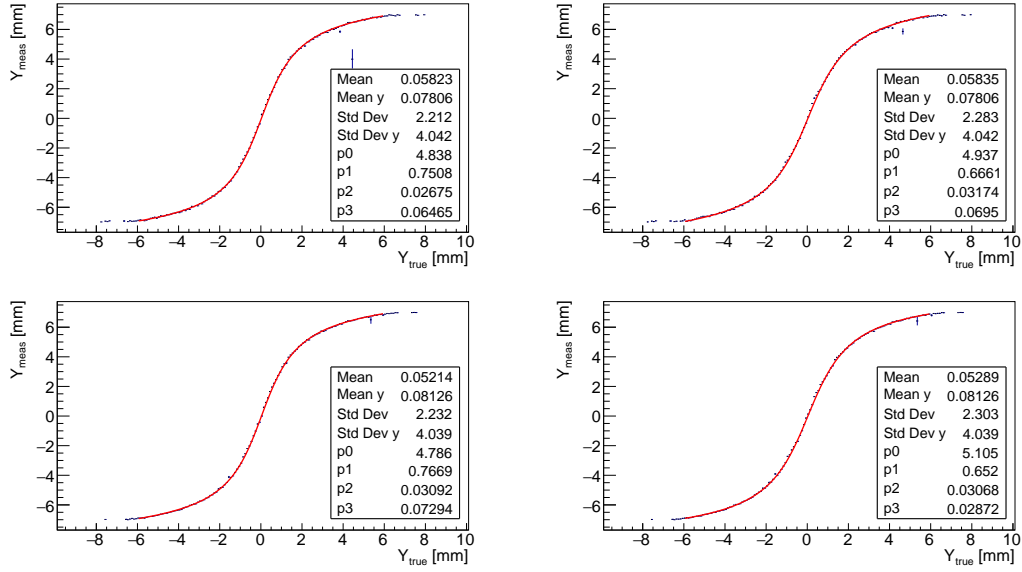 Y_meas [mm]
6
4
2
0
−2
−4
−6
Mean 0.05823
Mean y 0.07806
Std Dev 2.212
Std Dev y 4.042
p0 4.838
p1 0.7508
p2 0.02675
p3 0.06465
−8 −6 −4 −2 0 2 4 6 8 10
Y_true [mm]
Y_meas [mm]
6
4
2
0
−2
−4
−6
Mean 0.05835
Mean y 0.07806
Std Dev 2.283
Std Dev y 4.042
p0 4.937
p1 0.6661
p2 0.03174
p3 0.0695
−8 −6 −4 −2 0 2 4 6 8 10
Y_true [mm]
Y_meas [mm]
6
4
2
0
−2
−4
−6
Mean 0.05214
Mean y 0.08126
Std Dev 2.232
Std Dev y 4.039
p0 4.786
p1 0.7669
p2 0.03092
p3 0.07294
−8 −6 −4 −2 0 2 4 6 8 10
Y_true [mm]
Y_meas [mm]
6
4
2
0
−2
−4
−6
Mean 0.05289
Mean y 0.08126
Std Dev 2.303
Std Dev y 4.039
p0 5.105
p1 0.652
p2 0.03068
p3 0.02872
−8 −6 −4 −2 0 2 4 6 8 10
Y_true [mm]